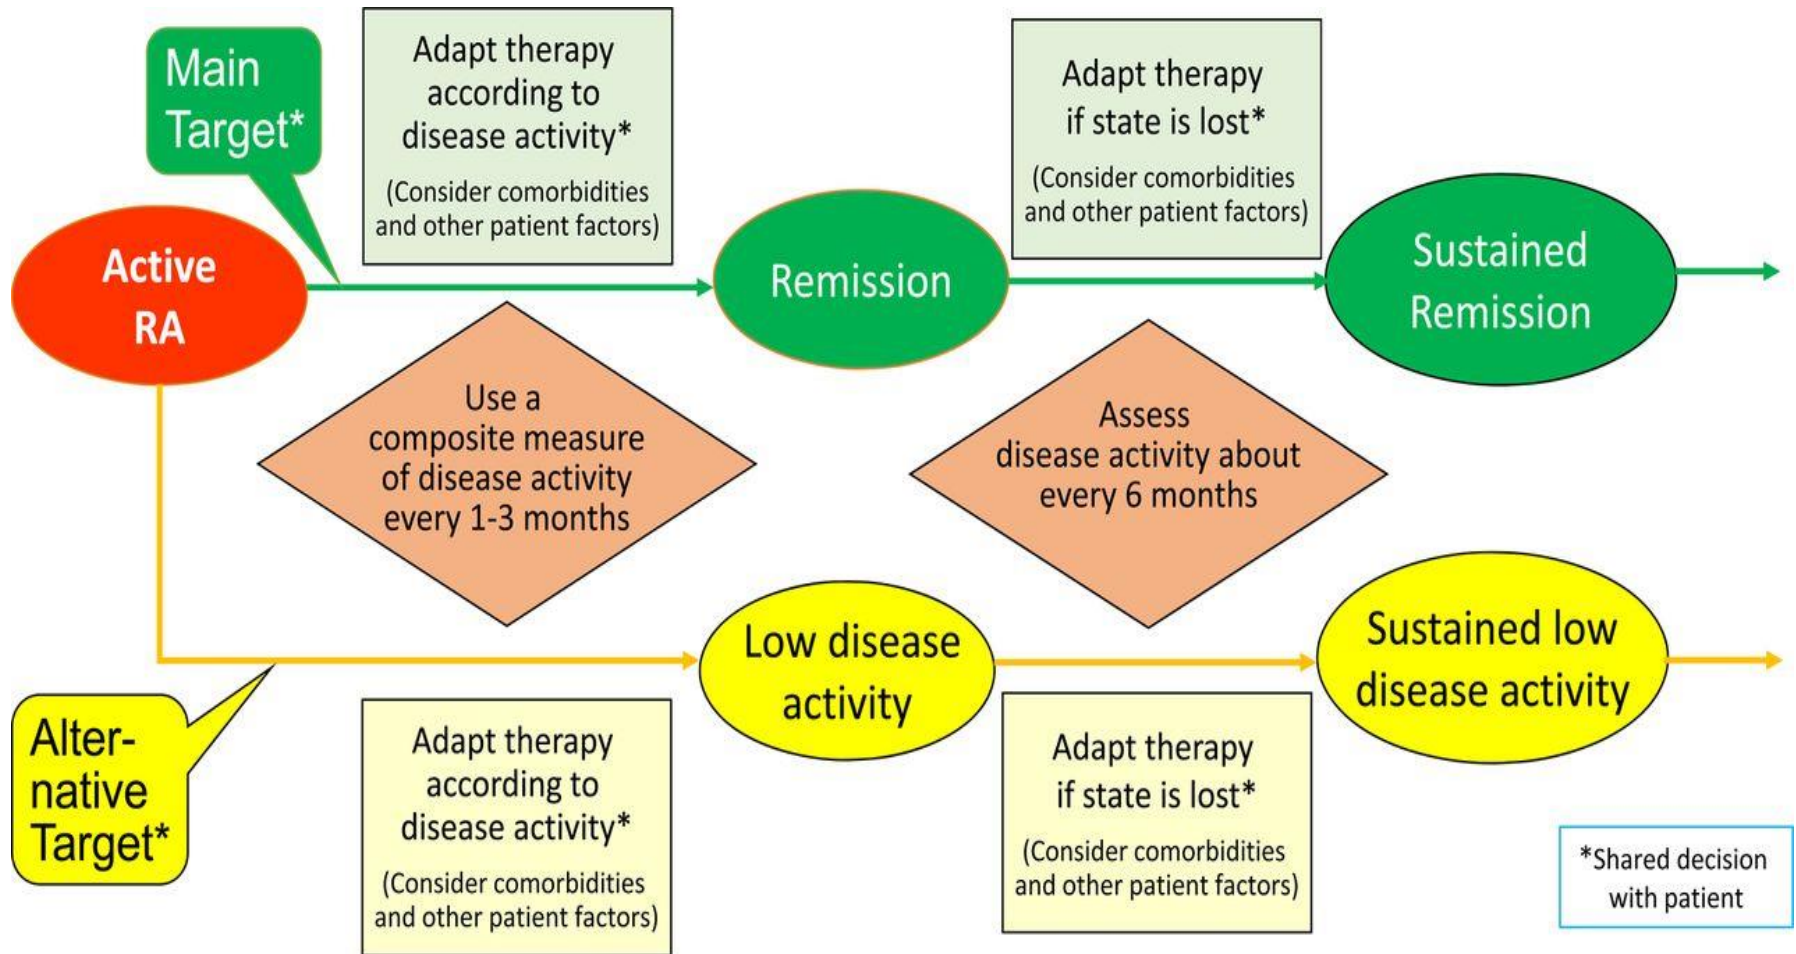 Main
Target*
Adapt therapy
according to
disease activity*
(Consider comorbidities
and other patient factors)
Adapt therapy
if state is lost*
(Consider comorbidities
and other patient factors)
Active
RA
Remission
Sustained
Remission
Use a
composite measure
of disease activity
every 1-3 months
Assess
disease activity about
every 6 months
Low disease
activity
Sustained low
disease activity
Alter-
native
Target*
Adapt therapy
according to
disease activity*
(Consider comorbidities
and other patient factors)
Adapt therapy
if state is lost*
(Consider comorbidities
and other patient factors)
*Shared decision
with patient